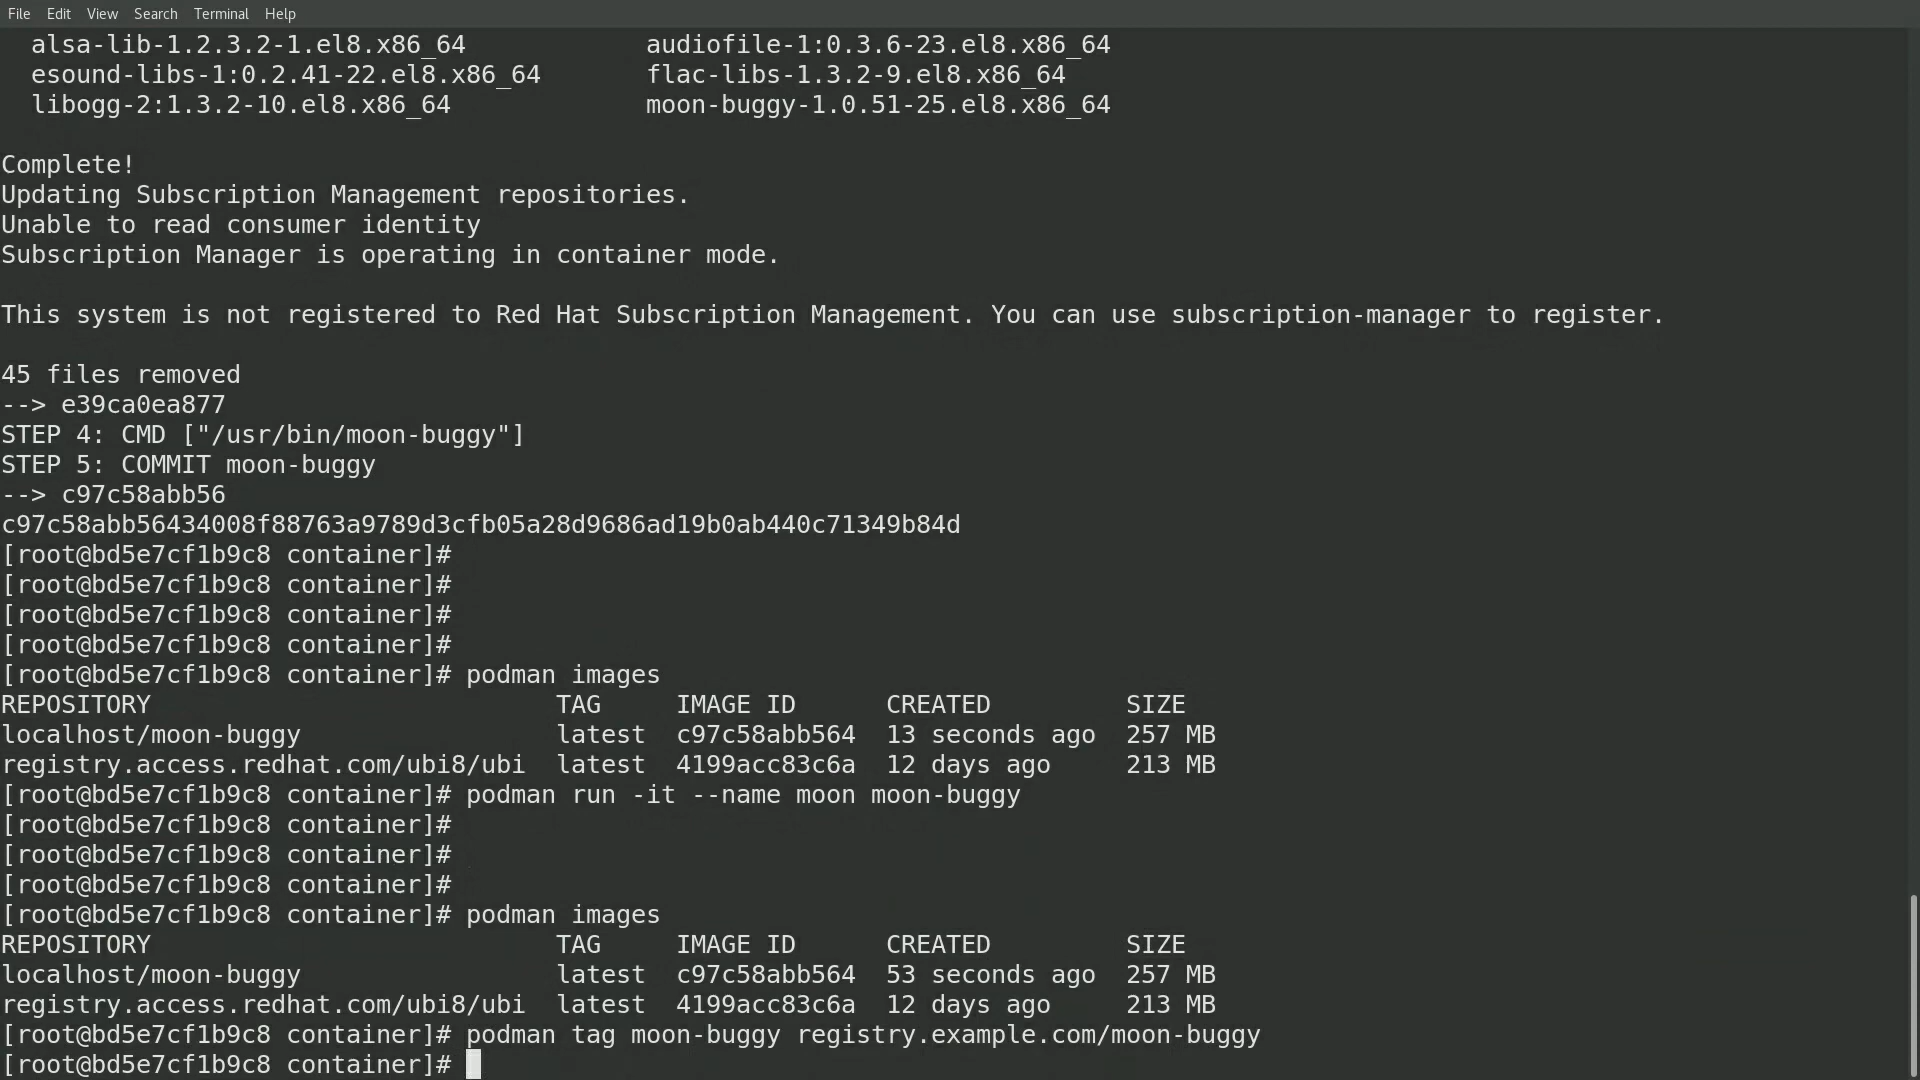 File Edit View Search Terminal Help
alsa-lib-1.2.3.2-1.el8.x86_64 audiofile-1:0.3.6-23.el8.x86_64
esound-libs-1:0.2.41-22.el8.x86_64 flac-libs-1.3.2-9.el8.x86_64
libogg-2:1.3.2-10.el8.x86_64 moon-buggy-1.0.51-25.el8.x86_64
Complete!
Updating Subscription Management repositories.
Unable to read consumer identity
Subscription Manager is operating in container mode.
This system is not registered to Red Hat Subscription Management. You can use subscription-manager to register.
45 files removed
--> e39ca0ea877
STEP 4: CMD ["/usr/bin/moon-buggy"]
STEP 5: COMMIT moon-buggy
--> c97c58abb56
c97c58abb56434008f88763a9789d3cfb05a28d9686ad19b0ab440c71349b84d
[root@bd5e7cf1b9c8 container]#
[root@bd5e7cf1b9c8 container]#
[root@bd5e7cf1b9c8 container]#
[root@bd5e7cf1b9c8 container]#
[root@bd5e7cf1b9c8 container]# podman images
REPOSITORY TAG IMAGE ID CREATED SIZE
localhost/moon-buggy latest c97c58abb564 13 seconds ago 257 MB
registry.access.redhat.com/ubi8/ubi latest 4199acc83c6a 12 days ago 213 MB
[root@bd5e7cf1b9c8 container]# podman run -it --name moon moon-buggy
[root@bd5e7cf1b9c8 container]#
[root@bd5e7cf1b9c8 container]#
[root@bd5e7cf1b9c8 container]#
[root@bd5e7cf1b9c8 container]# podman images
REPOSITORY TAG IMAGE ID CREATED SIZE
localhost/moon-buggy latest c97c58abb564 53 seconds ago 257 MB
registry.access.redhat.com/ubi8/ubi latest 4199acc83c6a 12 days ago 213 MB
[root@bd5e7cf1b9c8 container]# podman tag moon-buggy registry.example.com/moon-buggy
[root@bd5e7cf1b9c8 container]#